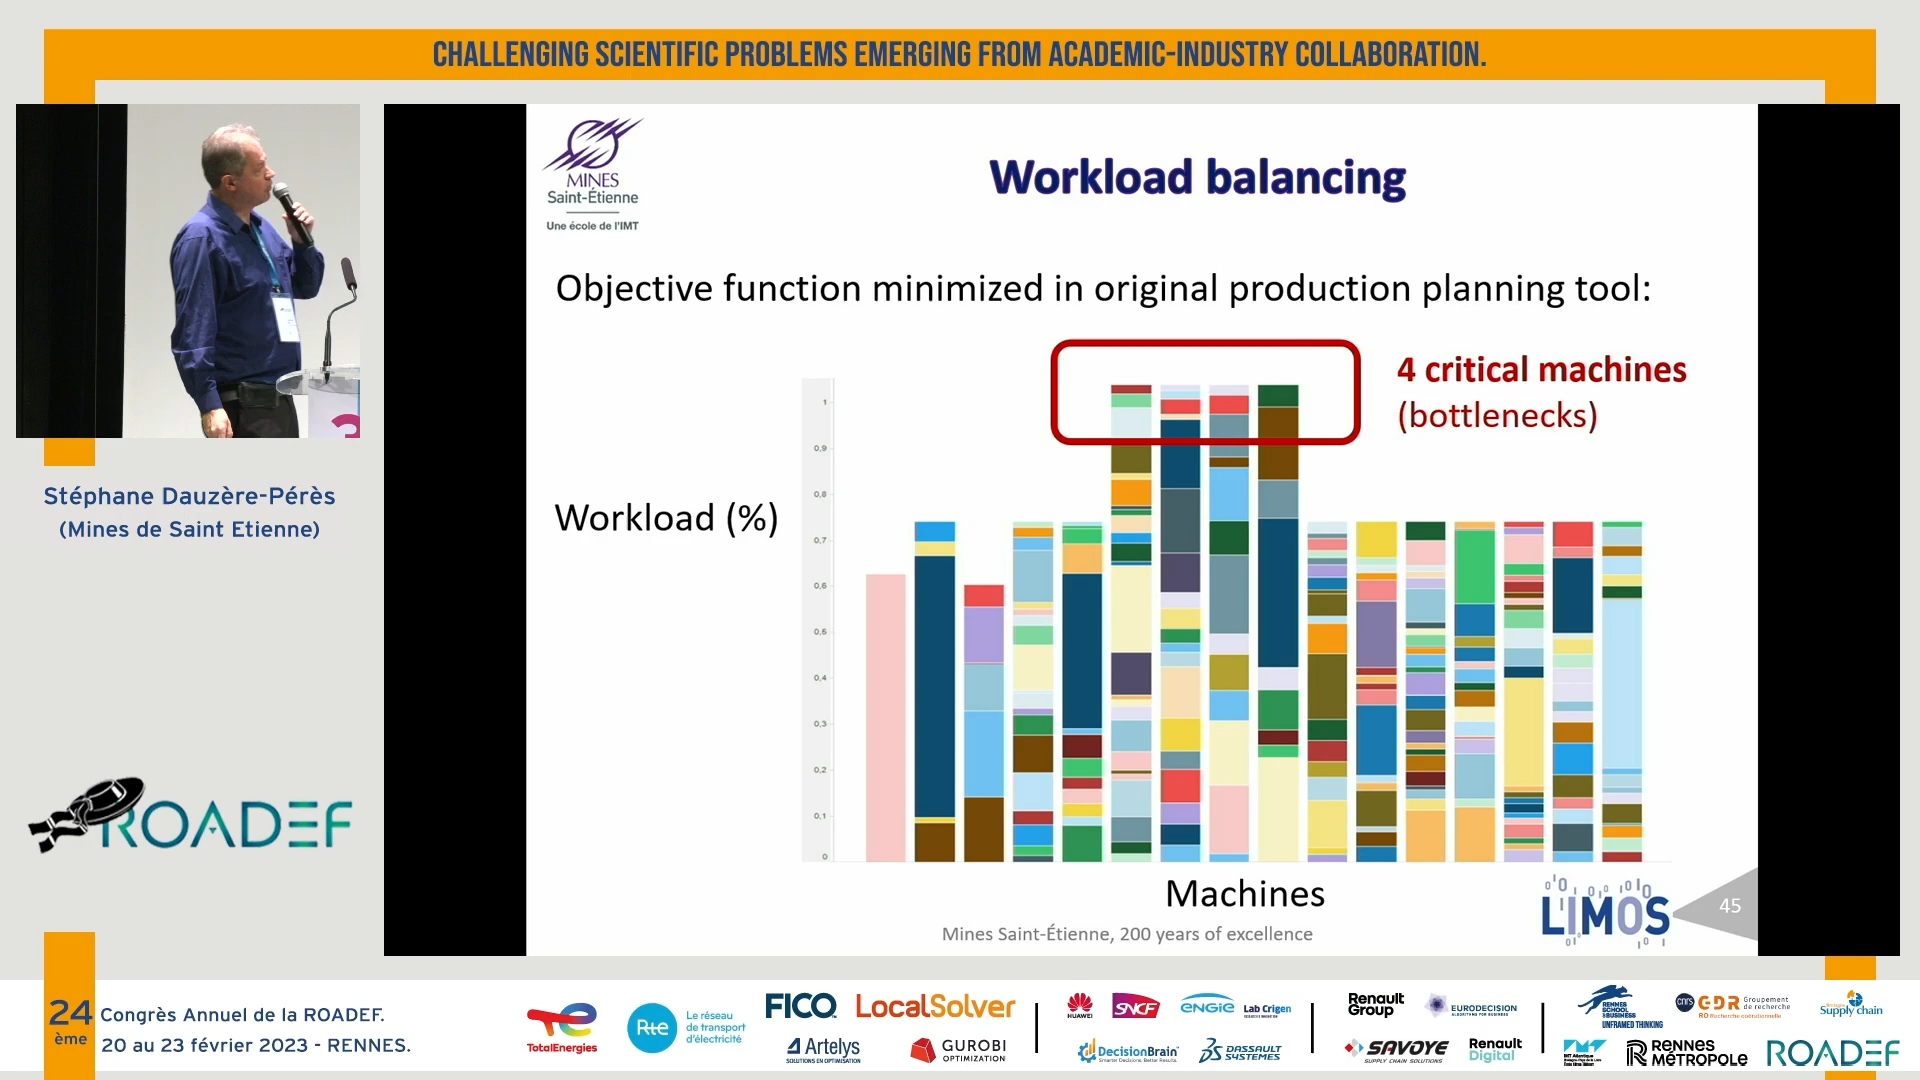 CHALLENGING SCIENTIFIC PROBLEMS EMERGING FROM ACADEMIC-INDUSTRY COLLABORATION.
MINES
Saint-Étienne
Une école de l'IMT
Workload balancing
Objective function minimized in original production planning tool:
4 critical machines
(bottlenecks)
Workload (%)
1
0,9
0,8
0,7
0,6
0,5
0,4
0,3
0,2
0,1
0
Machines
Mines Saint-Étienne, 200 years of excellence
LIMOS
45
Stéphane Dauzère-Pérès
(Mines de Saint Etienne)
ROADEF
24
ème
Congrès Annuel de la ROADEF.
20 au 23 février 2023 - RENNES.
TotalEnergies
Rte
Le réseau
de transport
d'électricité
FICO
Artelys
SOLUTIONS EN OPTIMISATION
LocalSolver
GUROBI
OPTIMIZATION
HUAWEI
SNCF
ENGIE
Lab Crigen
DecisionBrain
Smarter Decisions. Better Results.
DASSAULT
SYSTEMES
Renault
Group
EURODECISION
SAVOYE
SUPPLY CHAIN SOLUTIONS
Renault
Digital
RENNES
SCHOOL
OF BUSINESS
UNFRAMED THINKING
cnrs
GDR
Groupement
de recherche
RO Recherche opérationnelle
Supply chain
IMT Atlantique
RENNES
MÉTROPOLE
ROADEF